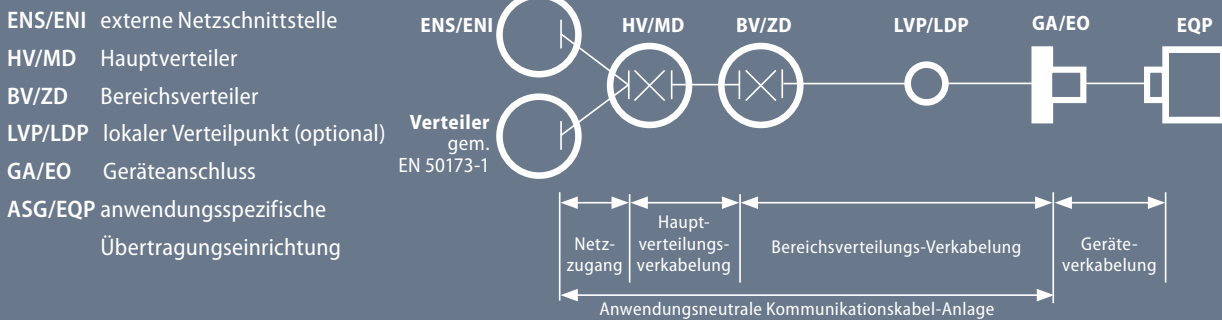 ENS/ENI externe Netzschnittstelle
HV/MD Hauptverteiler
BV/ZD Bereichsverteiler
LVP/LDP lokaler Verteilpunkt (optional)
GA/EO Geräteanschluss
ASG/EQP anwendungsspezifische
Übertragungseinrichtung
ENS/ENI
HV/MD
BV/ZD
LVP/LDP
GA/EO
EQP
Verteiler
gem.
EN 50173-1
Netz-
zugang
Haupt-
verteilungs-
verkabelung
Bereichsverteilungs-Verkabelung
Geräte-
verkabelung
Anwendungsneutrale Kommunikationskabel-Anlage